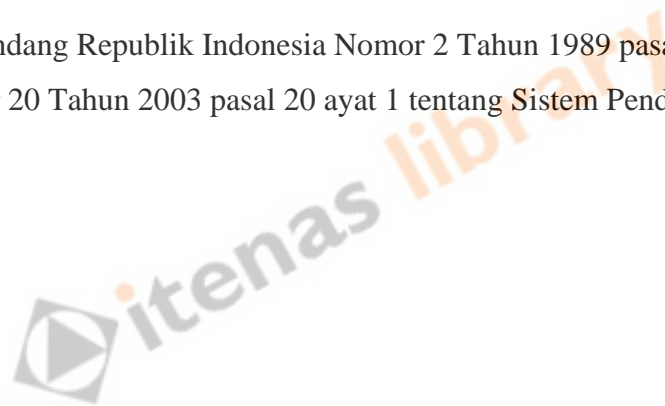 ndang Republik Indonesia Nomor 2 Tahun 1989 pasa
20 Tahun 2003 pasal 20 ayat 1 tentang Sistem Pend
itenas library